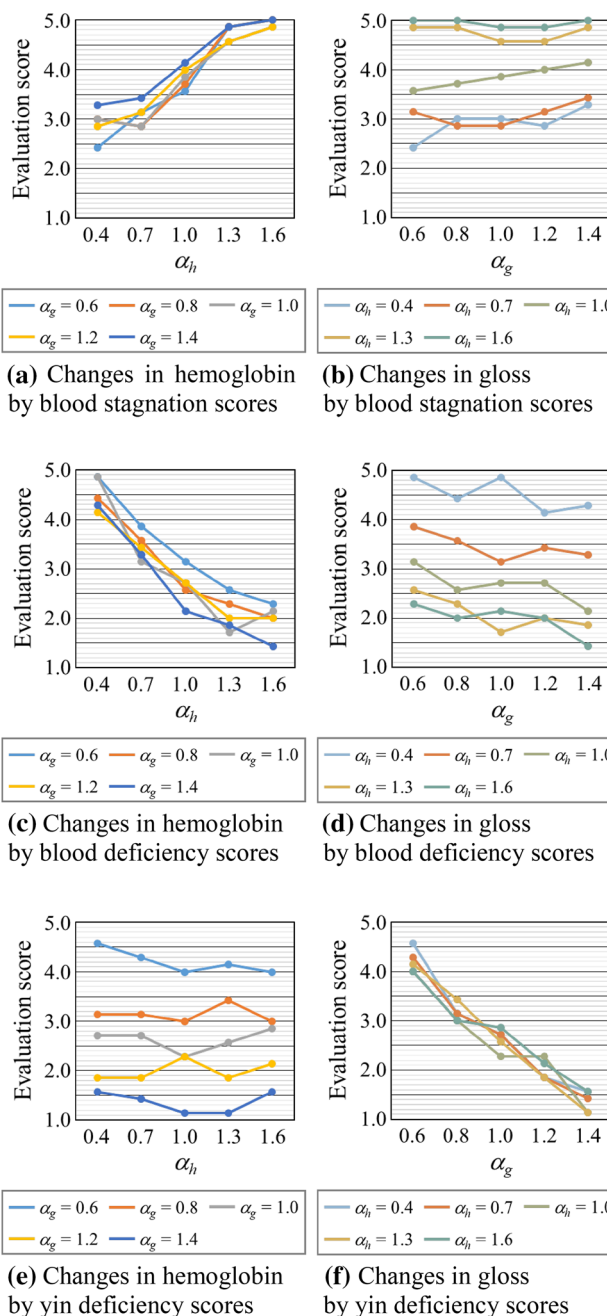 5.0 5.0
4.0 4.0
3.0 3.0
2.0 2.0
1.0 1.0
Evaluation score Evaluation score
0.4 0.7 1.0 1.3 1.6 0.6 0.8 1.0 1.2 1.4
αh αg
αg = 0.6 αg = 0.8 αg = 1.0 αh = 0.4 αh = 0.7 αh = 1.0
αg = 1.2 αg = 1.4 αh = 1.3 αh = 1.6
(a) Changes in hemoglobin (b) Changes in gloss
by blood stagnation scores by blood stagnation scores
5.0 5.0
4.0 4.0
3.0 3.0
2.0 2.0
1.0 1.0
Evaluation score Evaluation score
0.4 0.7 1.0 1.3 1.6 0.6 0.8 1.0 1.2 1.4
αh αg
αg = 0.6 αg = 0.8 αg = 1.0 αh = 0.4 αh = 0.7 αh = 1.0
αg = 1.2 αg = 1.4 αh = 1.3 αh = 1.6
(c) Changes in hemoglobin (d) Changes in gloss
by blood deficiency scores by blood deficiency scores
5.0 5.0
4.0 4.0
3.0 3.0
2.0 2.0
1.0 1.0
Evaluation score Evaluation score
0.4 0.7 1.0 1.3 1.6 0.6 0.8 1.0 1.2 1.4
αh αg
αg = 0.6 αg = 0.8 αg = 1.0 αh = 0.4 αh = 0.7 αh = 1.0
αg = 1.2 αg = 1.4 αh = 1.3 αh = 1.6
(e) Changes in hemoglobin (f) Changes in gloss
by yin deficiency scores by yin deficiency scores